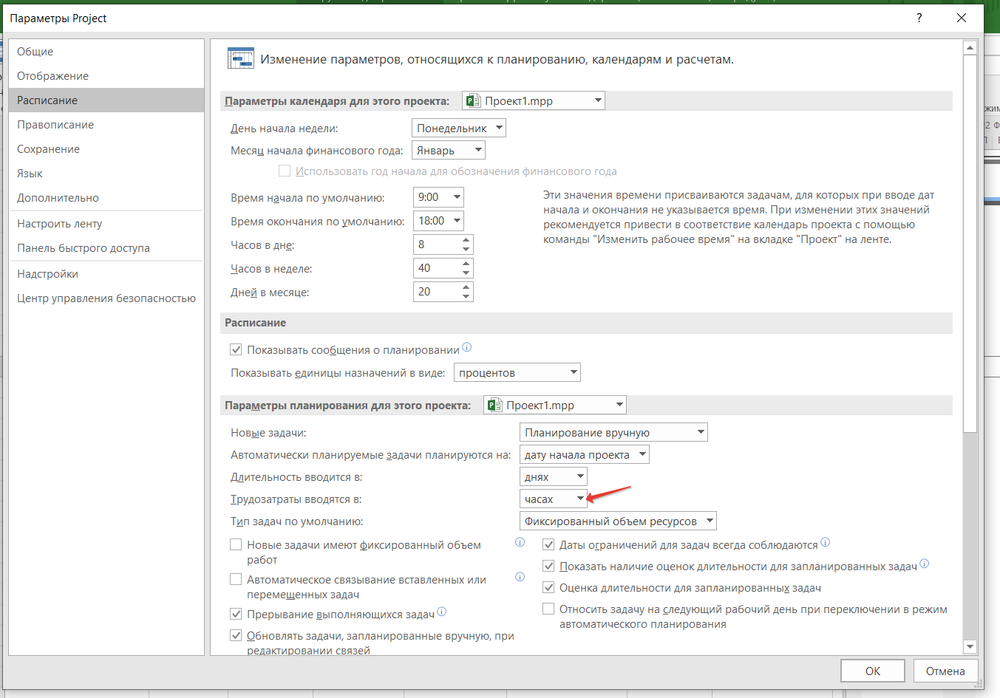 Параметры Project
?
Общие
Отображение
Расписание
Правописание
Сохранение
Язык
Дополнительно
Настроить ленту
Панель быстрого доступа
Надстройки
Центр управления безопасностью
Изменение параметров, относящихся к планированию, календарям и расчетам.
Параметры календаря для этого проекта: Проект1.mpp
День начала недели: Понедельник
Месяц начала финансового года: Январь
Использовать год начала для обозначения финансового года
Время начала по умолчанию: 9:00
Время окончания по умолчанию: 18:00
Часов в дне: 8
Часов в неделе: 40
Дней в месяце: 20
Эти значения времени присваиваются задачам, для которых при вводе дат
начала и окончания не указывается время. При изменении этих значений
рекомендуется привести в соответствие календарь проекта с помощью
команды "Изменить рабочее время" на вкладке "Проект" на ленте.
Расписание
Показывать сообщения о планировании
Показывать единицы назначений в виде: процентов
Параметры планирования для этого проекта: Проект1.mpp
Новые задачи: Планирование вручную
Автоматически планируемые задачи планируются на: дату начала проекта
Длительность вводится в: днях
Трудозатраты вводятся в: часах
Тип задач по умолчанию: Фиксированный объем ресурсов
Новые задачи имеют фиксированный объем
работ
Автоматическое связывание вставленных или
перемещенных задач
Прерывание выполняющихся задач
Обновлять задачи, запланированные вручную, при
редактировании связей
Даты ограничений для задач всегда соблюдаются
Показать наличие оценок длительности для запланированных задач
Оценка длительности для запланированных задач
Относить задачу на следующий рабочий день при переключении в режим
автоматического планирования
ОК
Отмена